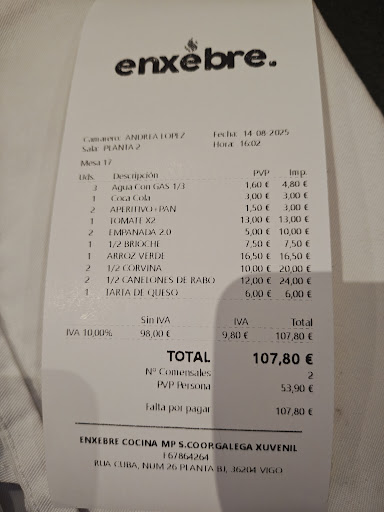 enxebre.
Camarero: ANDREA LOPEZ Fecha: 14-08-2025
Sala: PLANTA 2 Hora: 16:02
Mesa 17
Uds. Descripción PVP Imp.
3 Agua Con GAS 1/3 1,60 € 4,80 €
1 Coca Cola 3,00 € 3,00 €
2 APERITIVO+PAN 1,50 € 3,00 €
1 TOMATE X2 13,00 € 13,00 €
2 EMPANADA 2.0 5,00 € 10,00 €
1 1/2 BRIOCHE 7,50 € 7,50 €
1 ARROZ VERDE 16,50 € 16,50 €
2 1/2 CORVINA 10,00 € 20,00 €
2 1/2 CANELONES DE RABO 12,00 € 24,00 €
1 TARTA DE QUESO 6,00 € 6,00 €
Sin IVA IVA Total
IVA 10,00% 98,00 € 9,80 € 107,80 €
TOTAL 107,80 €
Nº Comensales 2
PVP Persona 53,90 €
Falta por pagar 107,80 €
ENXEBRE COCINA MP S.COOP.GALEGA XUVENIL
F67864264
RUA CUBA, NUM 26 PLANTA BJ, 36204 VIGO